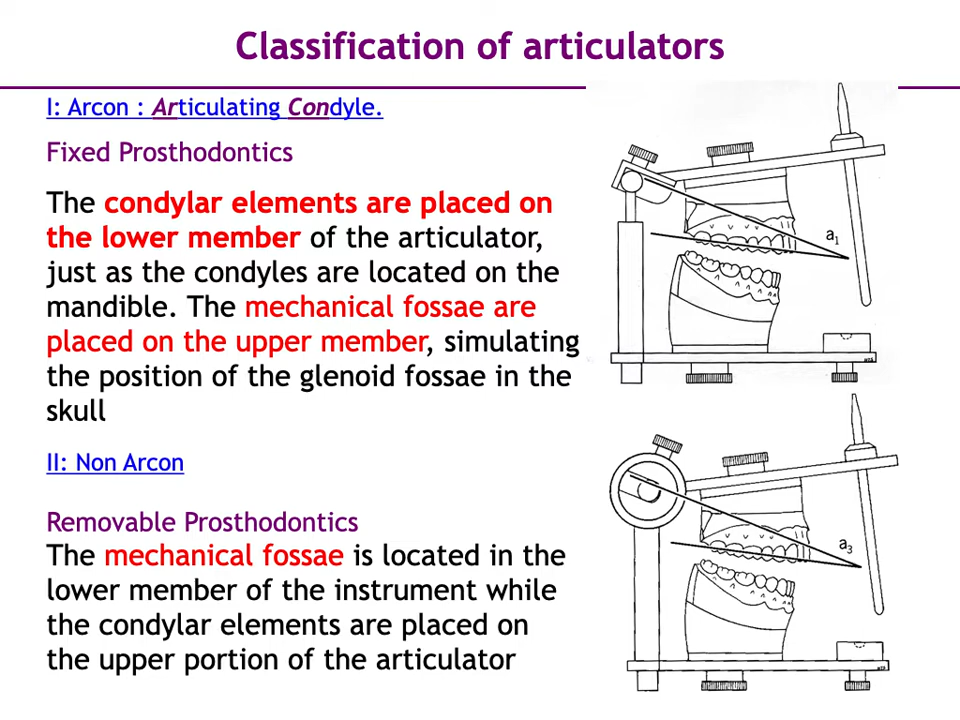 Classification of articulators
I: Arcon : Articulating Condyle.
Fixed Prosthodontics
The condylar elements are placed on
the lower member of the articulator,
just as the condyles are located on the
mandible. The mechanical fossae are
placed on the upper member, simulating
the position of the glenoid fossae in the
skull
a1
II: Non Arcon
Removable Prosthodontics
The mechanical fossae is located in the
lower member of the instrument while
the condylar elements are placed on
the upper portion of the articulator
a3